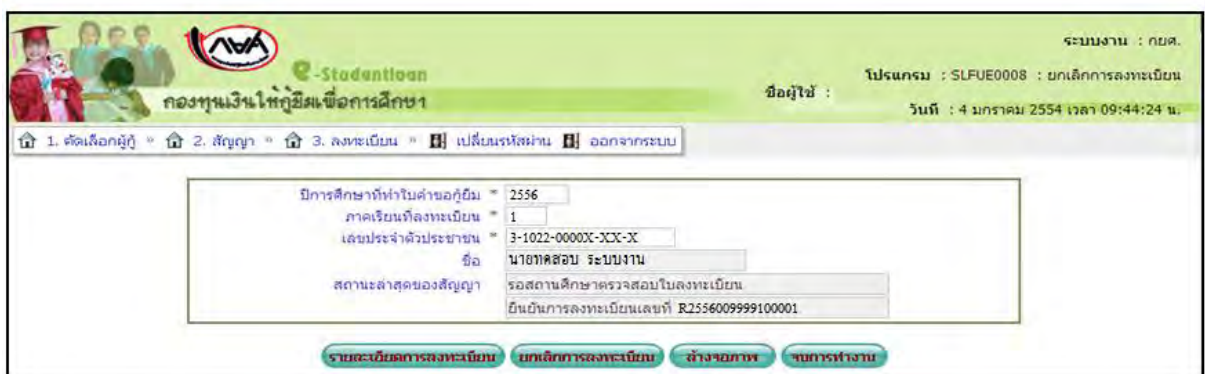 ระบบงาน : กยศ.
e-Studentloan
โปรแกรม : SLFUE0008 : ยกเลิกการลงทะเบียน
กองทุนเงินให้กู้ยืมเพื่อการศึกษา
ชื่อผู้ใช้ :
วันที่ : 4 มกราคม 2554 เวลา 09:44:24 น.
1. คัดเลือกผู้กู้ » 2. สัญญา » 3. ลงทะเบียน » เปลี่ยนรหัสผ่าน ออกจากระบบ
ปีการศึกษาที่ทำใบคำขอกู้ยืม * 2556
ภาคเรียนที่ลงทะเบียน * 1
เลขประจำตัวประชาชน * 3-1022-0000X-XX-X
ชื่อ นายทดสอบ ระบบงาน
สถานะล่าสุดของสัญญา รอสถานศึกษาตรวจสอบใบลงทะเบียน
ยืนยันการลงทะเบียนเลขที่ R2556009999100001
รายละเอียดการลงทะเบียน ยกเลิกการลงทะเบียน ล้างจอภาพ จบการทำงาน